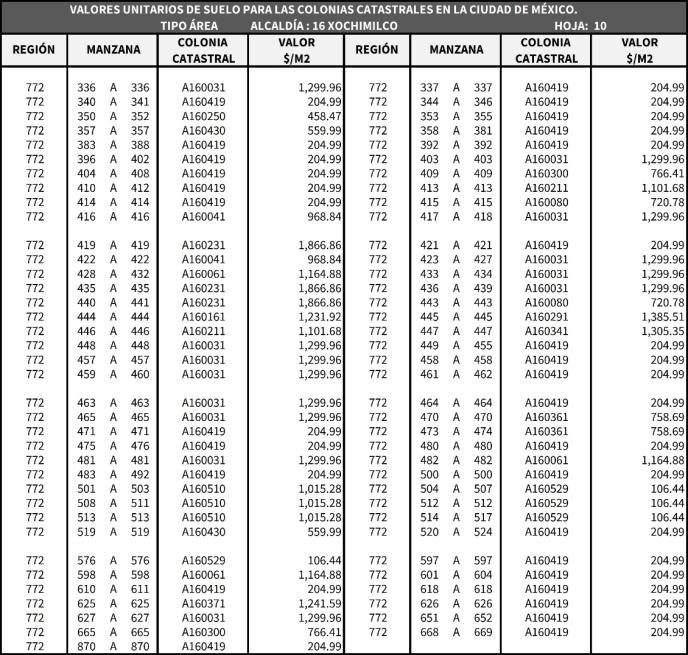 VALORES UNITARIOS DE SUELO PARA LAS COLONIAS CATASTRALES EN LA CIUDAD DE MÉXICO.
TIPO ÁREA ALCALDÍA : 16 XOCHIMILCO HOJA: 10
REGIÓN MANZANA COLONIA CATASTRAL VALOR $/M2 REGIÓN MANZANA COLONIA CATASTRAL VALOR $/M2
772 336 A 336 A160031 1,299.96 772 337 A 337 A160419 204.99
772 340 A 341 A160419 204.99 772 344 A 346 A160419 204.99
772 350 A 352 A160250 458.47 772 353 A 355 A160419 204.99
772 357 A 357 A160430 559.99 772 358 A 381 A160419 204.99
772 383 A 388 A160419 204.99 772 392 A 392 A160419 204.99
772 396 A 402 A160419 204.99 772 403 A 403 A160031 1,299.96
772 404 A 408 A160419 204.99 772 409 A 409 A160300 766.41
772 410 A 412 A160419 204.99 772 413 A 413 A160211 1,101.68
772 414 A 414 A160419 204.99 772 415 A 415 A160080 720.78
772 416 A 416 A160041 968.84 772 417 A 418 A160031 1,299.96
772 419 A 419 A160231 1,866.86 772 421 A 421 A160419 204.99
772 422 A 422 A160041 968.84 772 423 A 427 A160031 1,299.96
772 428 A 432 A160061 1,164.88 772 433 A 434 A160031 1,299.96
772 435 A 435 A160231 1,866.86 772 436 A 439 A160031 1,299.96
772 440 A 441 A160231 1,866.86 772 443 A 443 A160080 720.78
772 444 A 444 A160161 1,231.92 772 445 A 445 A160291 1,385.51
772 446 A 446 A160211 1,101.68 772 447 A 447 A160341 1,305.35
772 448 A 448 A160031 1,299.96 772 449 A 455 A160419 204.99
772 457 A 457 A160031 1,299.96 772 458 A 458 A160419 204.99
772 459 A 460 A160031 1,299.96 772 461 A 462 A160419 204.99
772 463 A 463 A160031 1,299.96 772 464 A 464 A160419 204.99
772 465 A 465 A160031 1,299.96 772 470 A 470 A160361 758.69
772 471 A 471 A160419 204.99 772 473 A 474 A160361 758.69
772 475 A 476 A160419 204.99 772 480 A 480 A160419 204.99
772 481 A 481 A160031 1,299.96 772 482 A 482 A160061 1,164.88
772 483 A 492 A160419 204.99 772 500 A 500 A160419 204.99
772 501 A 503 A160510 1,015.28 772 504 A 507 A160529 106.44
772 508 A 511 A160510 1,015.28 772 512 A 512 A160529 106.44
772 513 A 513 A160510 1,015.28 772 514 A 517 A160529 106.44
772 519 A 519 A160430 559.99 772 520 A 524 A160419 204.99
772 576 A 576 A160529 106.44 772 597 A 597 A160419 204.99
772 598 A 598 A160061 1,164.88 772 601 A 604 A160419 204.99
772 610 A 611 A160419 204.99 772 618 A 618 A160419 204.99
772 625 A 625 A160371 1,241.59 772 626 A 626 A160419 204.99
772 627 A 627 A160031 1,299.96 772 651 A 652 A160419 204.99
772 665 A 665 A160300 766.41 772 668 A 669 A160419 204.99
772 870 A 870 A160419 204.99